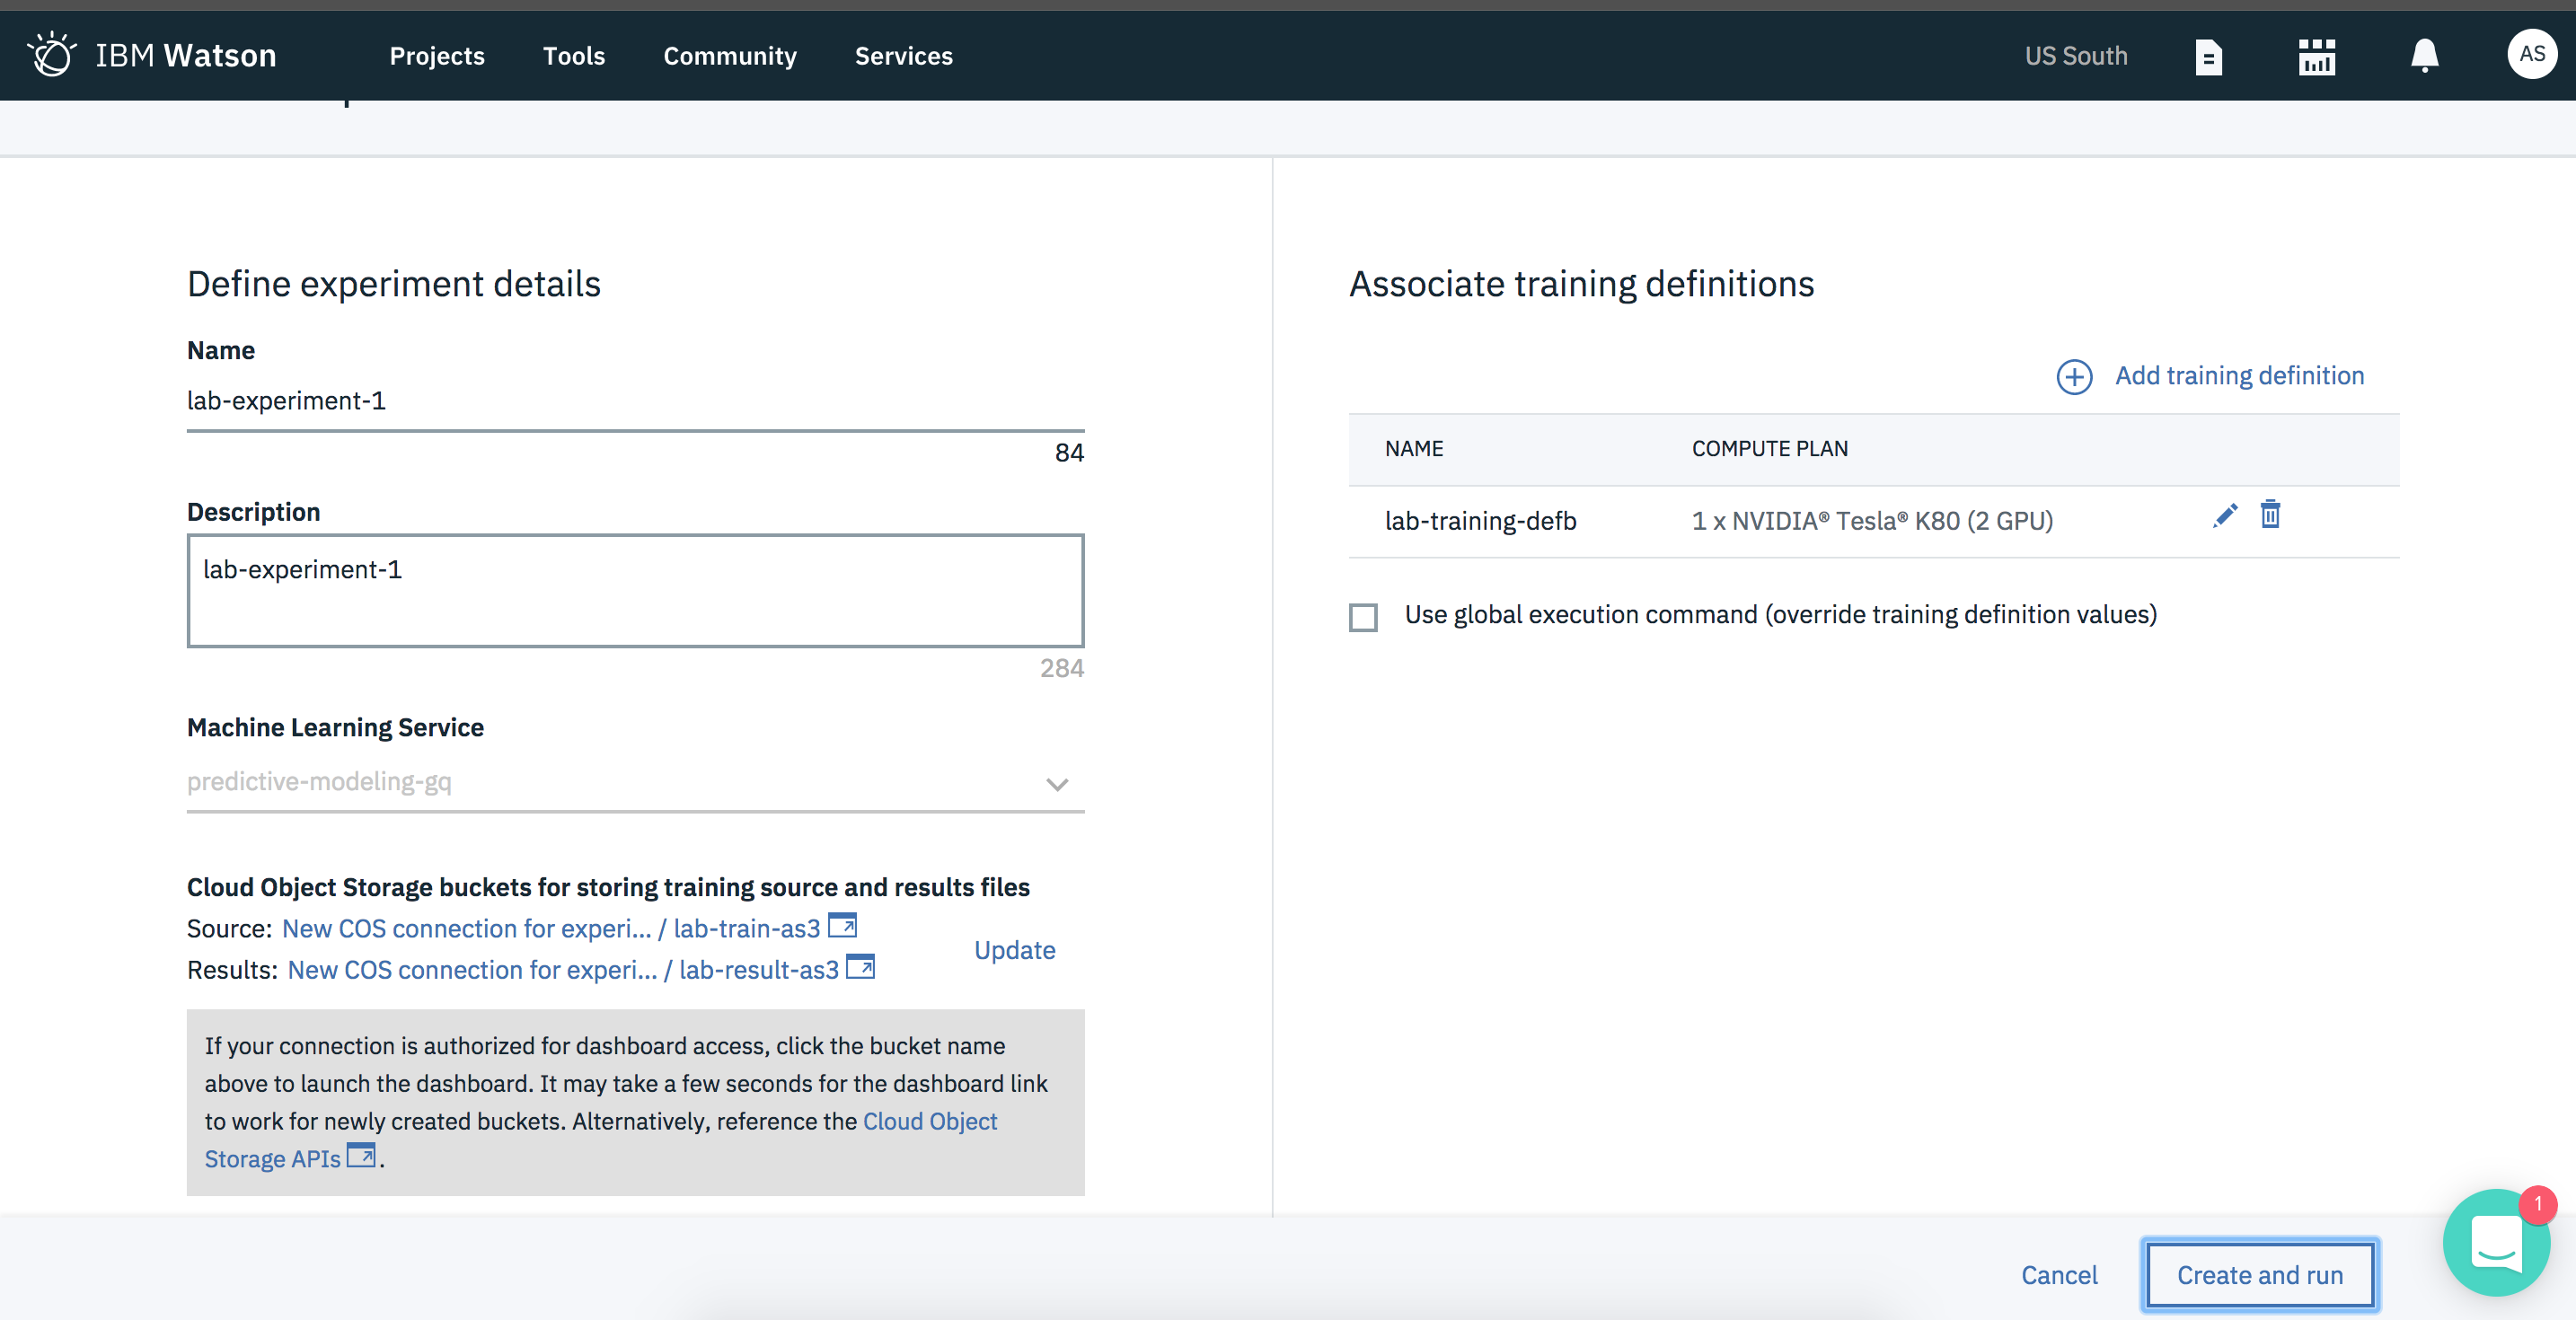 IBM Watson
Projects
Tools
Community
Services
US South
AS
Define experiment details
Name
lab-experiment-1
84
Description
lab-experiment-1
284
Machine Learning Service
predictive-modeling-gq
Cloud Object Storage buckets for storing training source and results files
Source: New COS connection for experi... / lab-train-as3
Results: New COS connection for experi... / lab-result-as3
Update
If your connection is authorized for dashboard access, click the bucket name
above to launch the dashboard. It may take a few seconds for the dashboard link
to work for newly created buckets. Alternatively, reference the Cloud Object
Storage APIs .
Associate training definitions
Add training definition
NAME COMPUTE PLAN
lab-training-defb 1 x NVIDIA® Tesla® K80 (2 GPU)
Use global execution command (override training definition values)
1
Cancel
Create and run